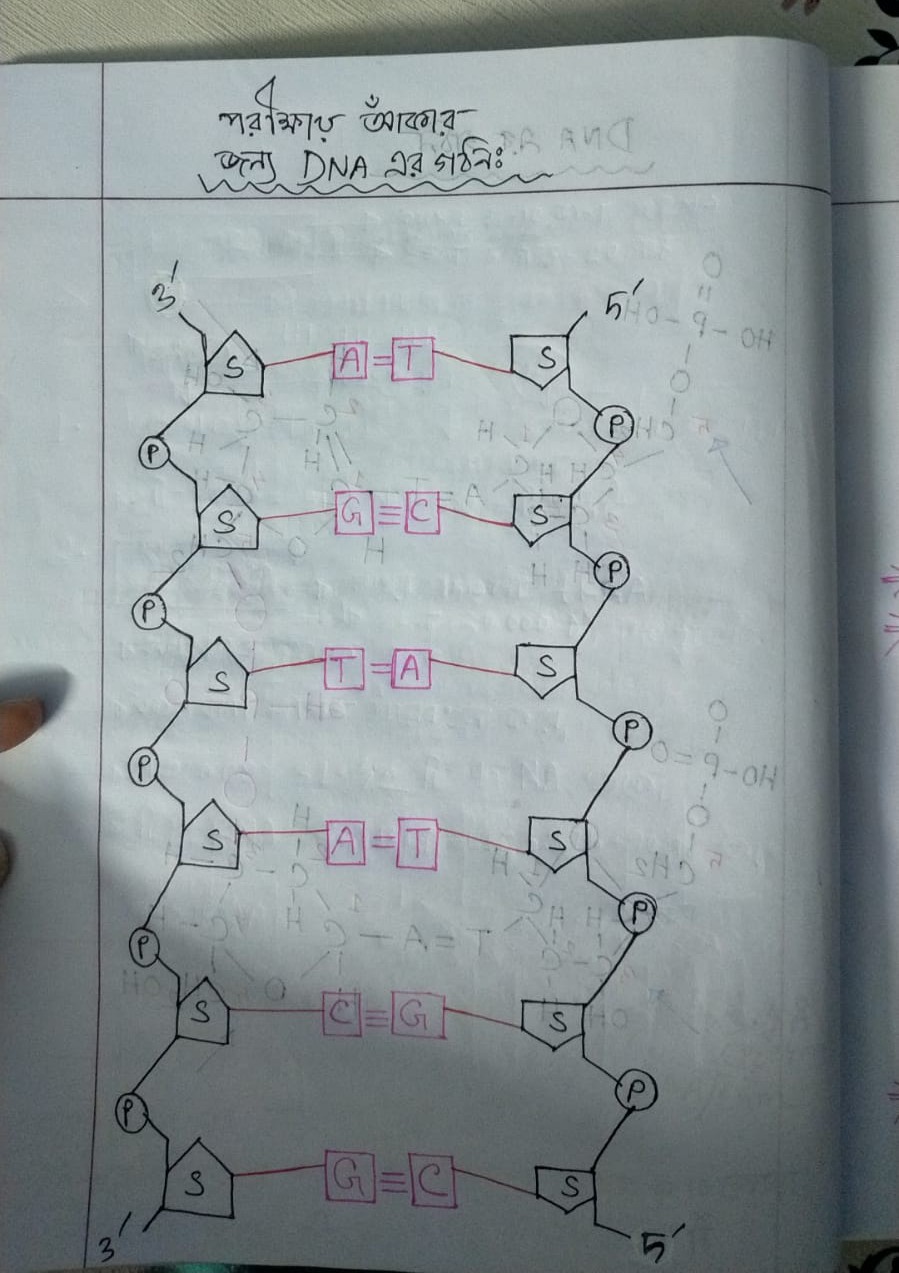 পরীক্ষায় আঁকার
জন্য DNA এর গঠনঃ
3′ 5′
S A = T S
P P
S G ≡ C S
P P
S T = A S
P P
S A = T S
P P
S C ≡ G S
P P
S G ≡ C S
3′ 5′